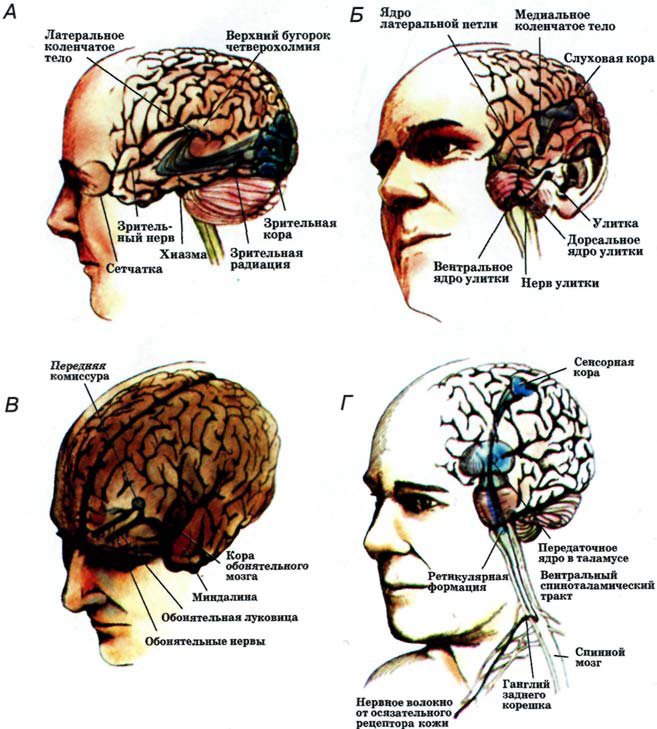 А
Латеральное
коленчатое
тело
Верхний бугорок
четверохолмия
Зритель-
ный нерв
Сетчатка
Хиазма
Зрительная
радиация
Зрительная
кора
Б
Ядро
латеральной петли
Медиальное
коленчатое тело
Слуховая кора
Улитка
Дорсальное
ядро улитки
Вентральное
ядро улитки
Нерв улитки
В
Передняя
комиссура
Кора
обонятельного
мозга
Миндалина
Обонятельная луковица
Обонятельные нервы
Г
Сенсорная
кора
Передаточное
ядро в таламусе
Ретикулярная
формация
Вентральный
спиноталамический
тракт
Спинной
мозг
Ганглий
заднего
корешка
Нервное волокно
от осязательного
рецептора кожи